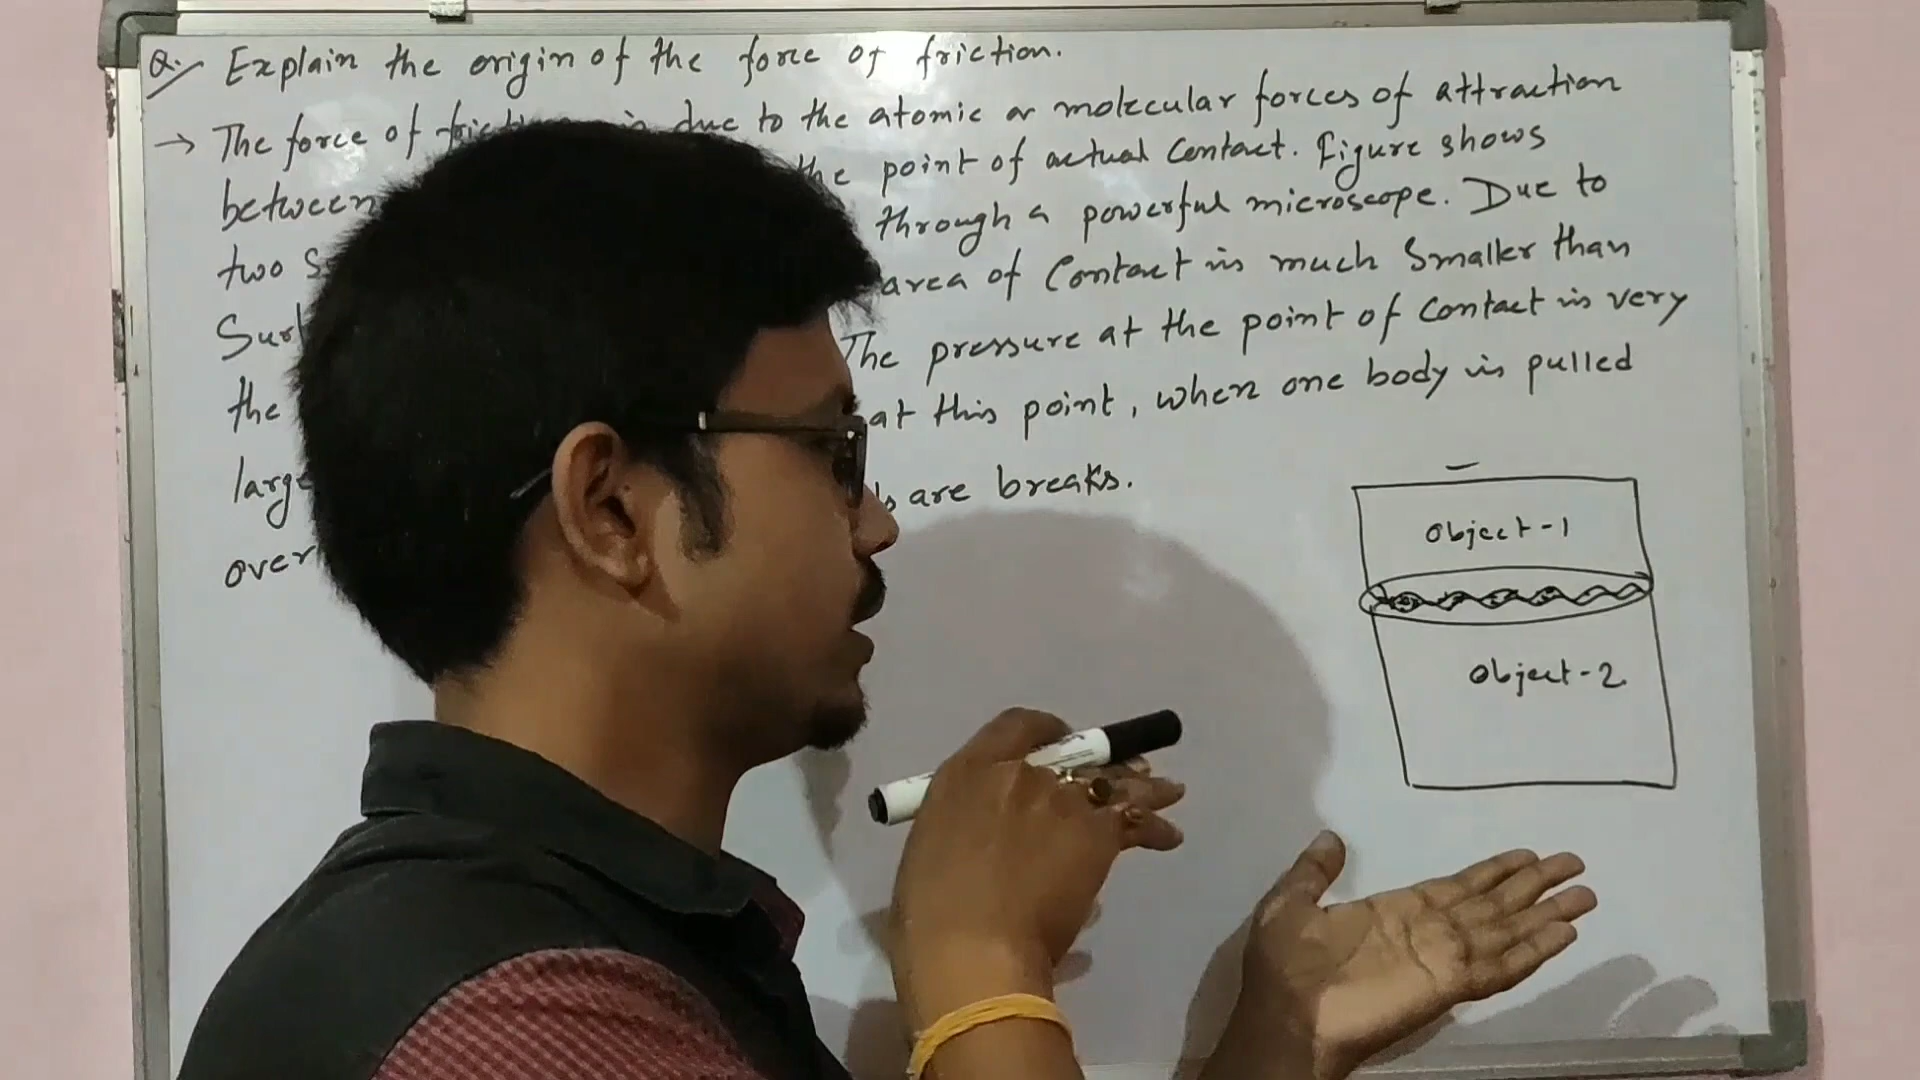 Q. Explain the origin of the force of friction.
→ The force of is due to the atomic or molecular forces of attraction
between the point of actual contact. Figure shows
two through a powerful microscope. Due to
area of contact is much smaller than
the The pressure at the point of contact is very
large at this point, when one body is pulled
over are breaks.
Object-1
Object-2